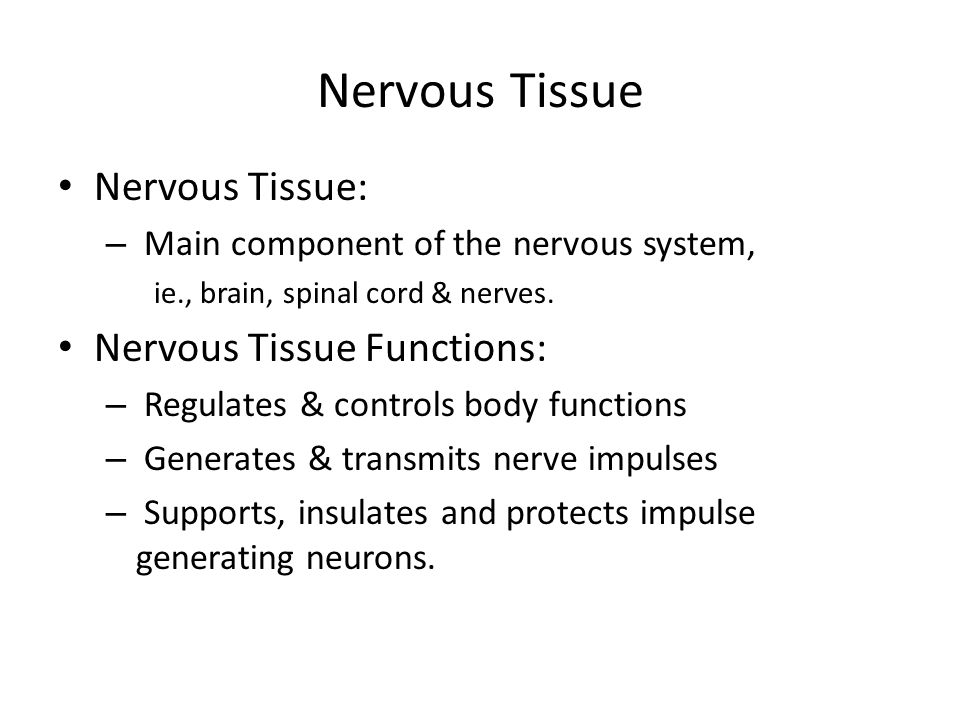 Nervous Tissue
• Nervous Tissue:
– Main component of the nervous system,
ie., brain, spinal cord & nerves.
• Nervous Tissue Functions:
– Regulates & controls body functions
– Generates & transmits nerve impulses
– Supports, insulates and protects impulse
generating neurons.